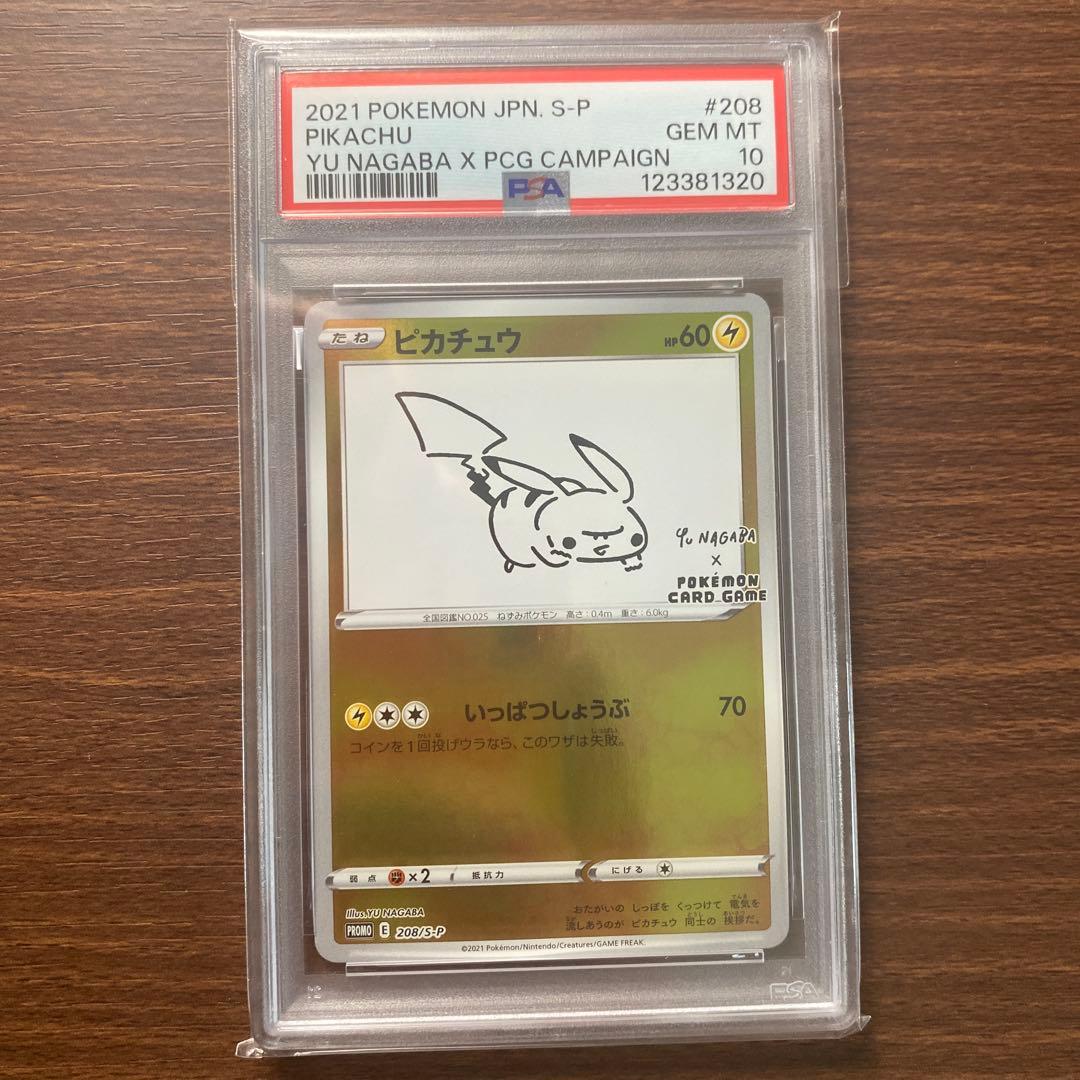 2021 POKEMON JPN. S-P #208
PIKACHU GEM MT
YU NAGABA X PCG CAMPAIGN 10
PSA 123381320
たね ピカチュウ HP60
YU NAGABA
X
POKÉMON
CARD GAME
全国図鑑NO.025 ねずみポケモン 高さ:0.4m 重さ:6.0kg
いっぱつしょうぶ 70
コインを1回投げウラなら、このワザは失敗。
弱点 ×2 抵抗力 にげる
Illus.YU NAGABA
おたがいの しっぽを くっつけて 電気を
流しあうのが ピカチュウ 同士の 挨拶だ。
PROMO E 208/S-P
©2021 Pokémon/Nintendo/Creatures/GAME FREAK.
PSA